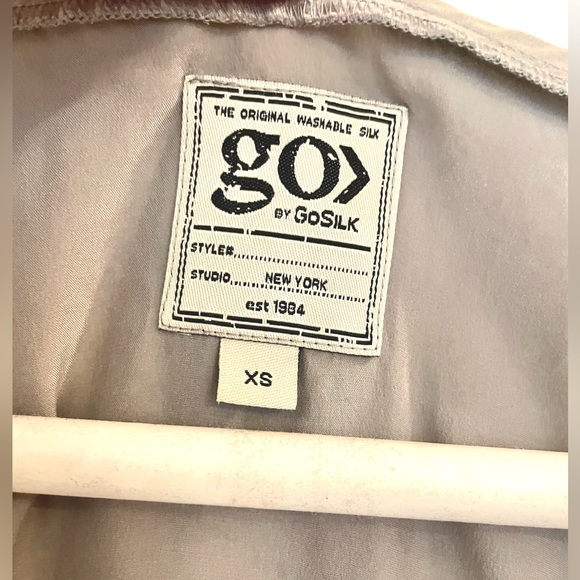 THE ORIGINAL WASHABLE SILK
go>
BY GOSILK
STYLE#
STUDIO NEW YORK
est 1984
XS